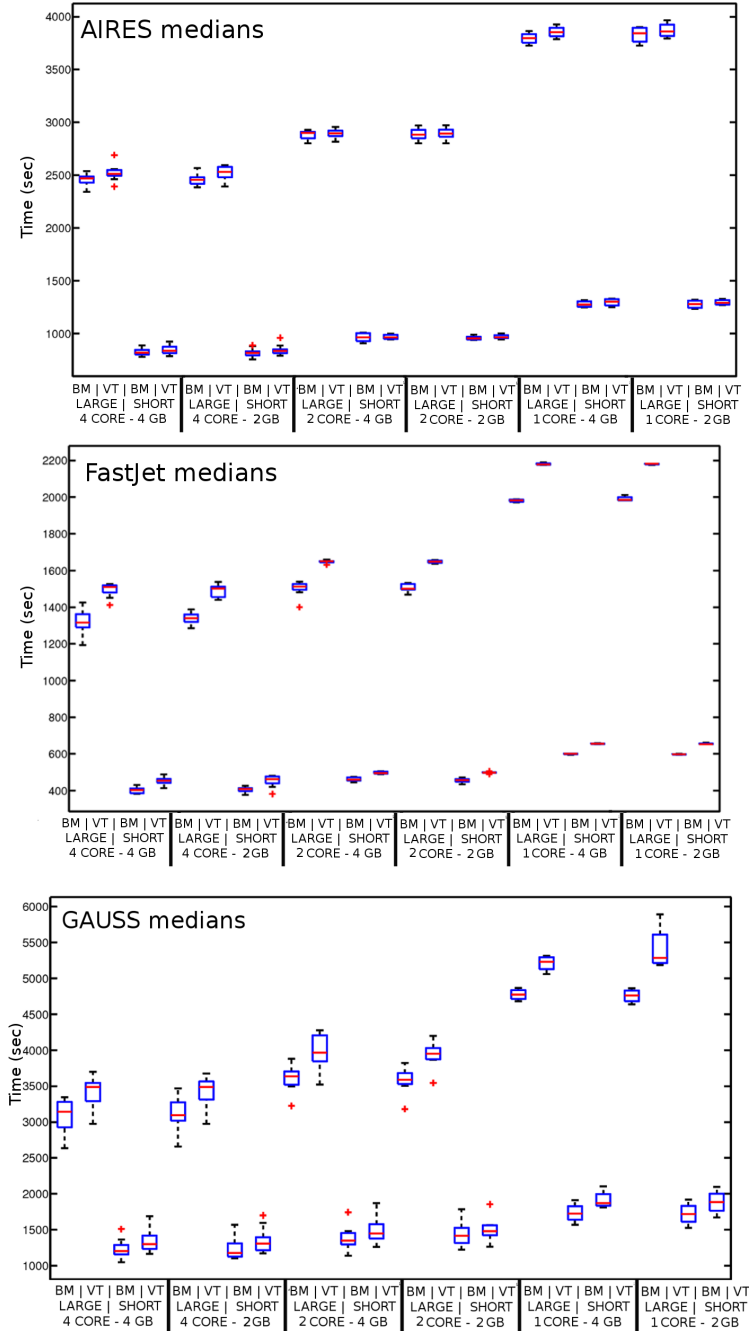 AIRES medians
Time (sec)
4000
3500
3000
2500
2000
1500
1000
BM | VT | BM | VT BM | VT | BM | VT BM | VT | BM | VT BM | VT | BM | VT BM | VT | BM | VT BM | VT | BM | VT
LARGE | SHORT LARGE | SHORT LARGE | SHORT LARGE | SHORT LARGE | SHORT LARGE | SHORT
4 CORE - 4 GB 4 CORE - 2GB 2 CORE - 4 GB 2 CORE - 2GB 1CORE - 4 GB 1 CORE - 2GB
FastJet medians
Time (sec)
2200
2000
1800
1600
1400
1200
1000
800
600
400
BM | VT | BM | VT BM | VT | BM | VT BM | VT | BM | VT BM | VT | BM | VT BM | VT | BM | VT BM | VT | BM | VT
LARGE | SHORT LARGE | SHORT LARGE | SHORT LARGE | SHORT LARGE | SHORT LARGE | SHORT
4 CORE - 4 GB 4 CORE - 2GB 2 CORE - 4 GB 2 CORE - 2GB 1CORE - 4 GB 1 CORE - 2GB
GAUSS medians
Time (sec)
6000
5500
5000
4500
4000
3500
3000
2500
2000
1500
1000
BM | VT | BM | VT BM | VT | BM | VT BM | VT | BM | VT BM | VT | BM | VT BM | VT | BM | VT BM | VT | BM | VT
LARGE | SHORT LARGE | SHORT LARGE | SHORT LARGE | SHORT LARGE | SHORT LARGE | SHORT
4 CORE - 4 GB 4 CORE - 2GB 2 CORE - 4 GB 2 CORE - 2GB 1CORE - 4 GB 1 CORE - 2GB